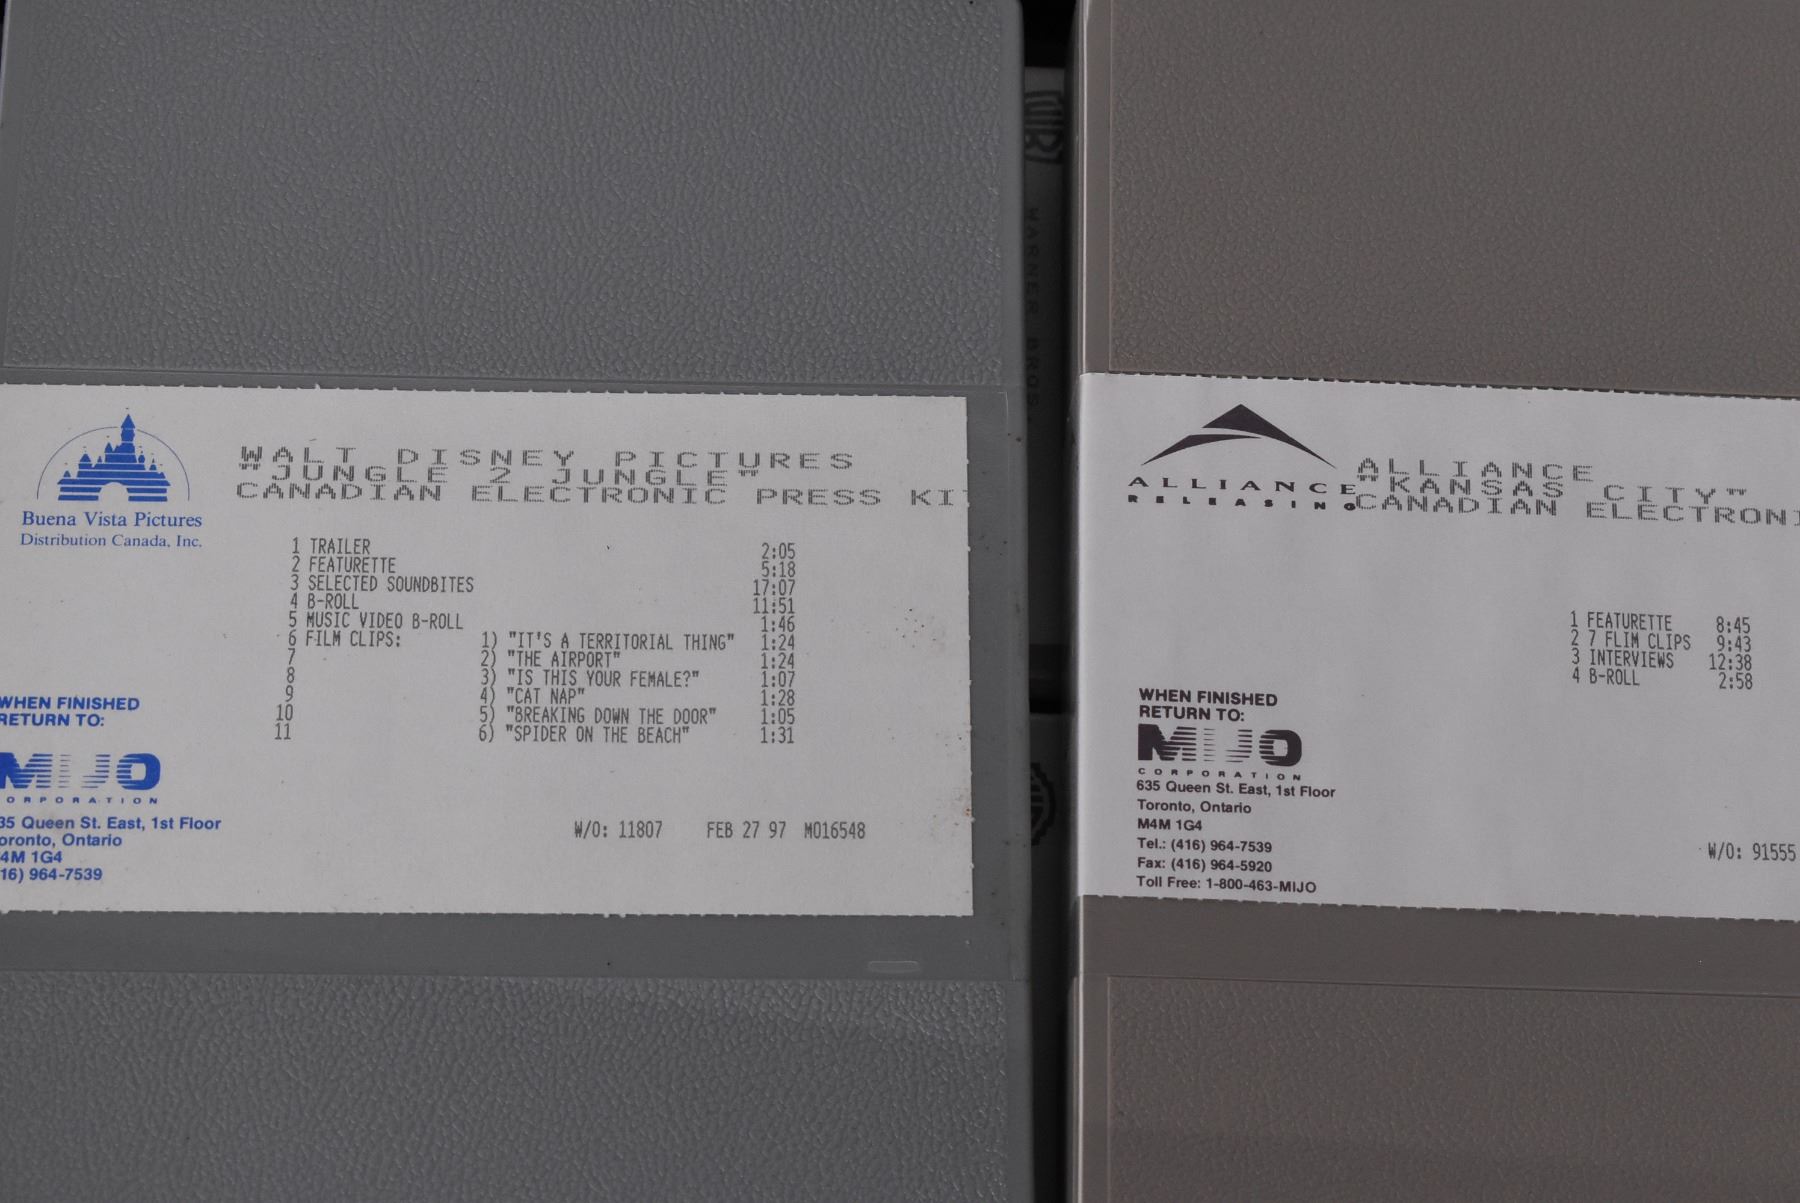 Buena Vista Pictures
Distribution Canada, Inc.
WALT DISNEY PICTURES
"JUNGLE 2 JUNGLE"
CANADIAN ELECTRONIC PRESS KI
1 TRAILER 2:05
2 FEATURETTE 5:18
3 SELECTED SOUNDBITES 17:07
4 B-ROLL 11:51
5 MUSIC VIDEO B-ROLL 1:46
6 FILM CLIPS: 1) "IT'S A TERRITORIAL THING" 1:24
7 2) "THE AIRPORT" 1:24
8 3) "IS THIS YOUR FEMALE?" 1:07
9 4) "CAT NAP" 1:28
10 5) "BREAKING DOWN THE DOOR" 1:05
11 6) "SPIDER ON THE BEACH" 1:31
WHEN FINISHED
RETURN TO:
MIJO
ORPORATION
35 Queen St. East, 1st Floor
oronto, Ontario
4M 1G4
16) 964-7539
W/O: 11807 FEB 27 97 M016548
WARNER BROS.
ALLIANCE
RELEASING
ALLIANCE
"KANSAS CITY"
CANADIAN ELECTRONI
1 FEATURETTE 8:45
2 7 FLIM CLIPS 9:43
3 INTERVIEWS 12:38
4 B-ROLL 2:58
WHEN FINISHED
RETURN TO:
MIJO
CORPORATION
635 Queen St. East, 1st Floor
Toronto, Ontario
M4M 1G4
Tel.: (416) 964-7539
Fax: (416) 964-5920
Toll Free: 1-800-463-MIJO
W/O: 91555